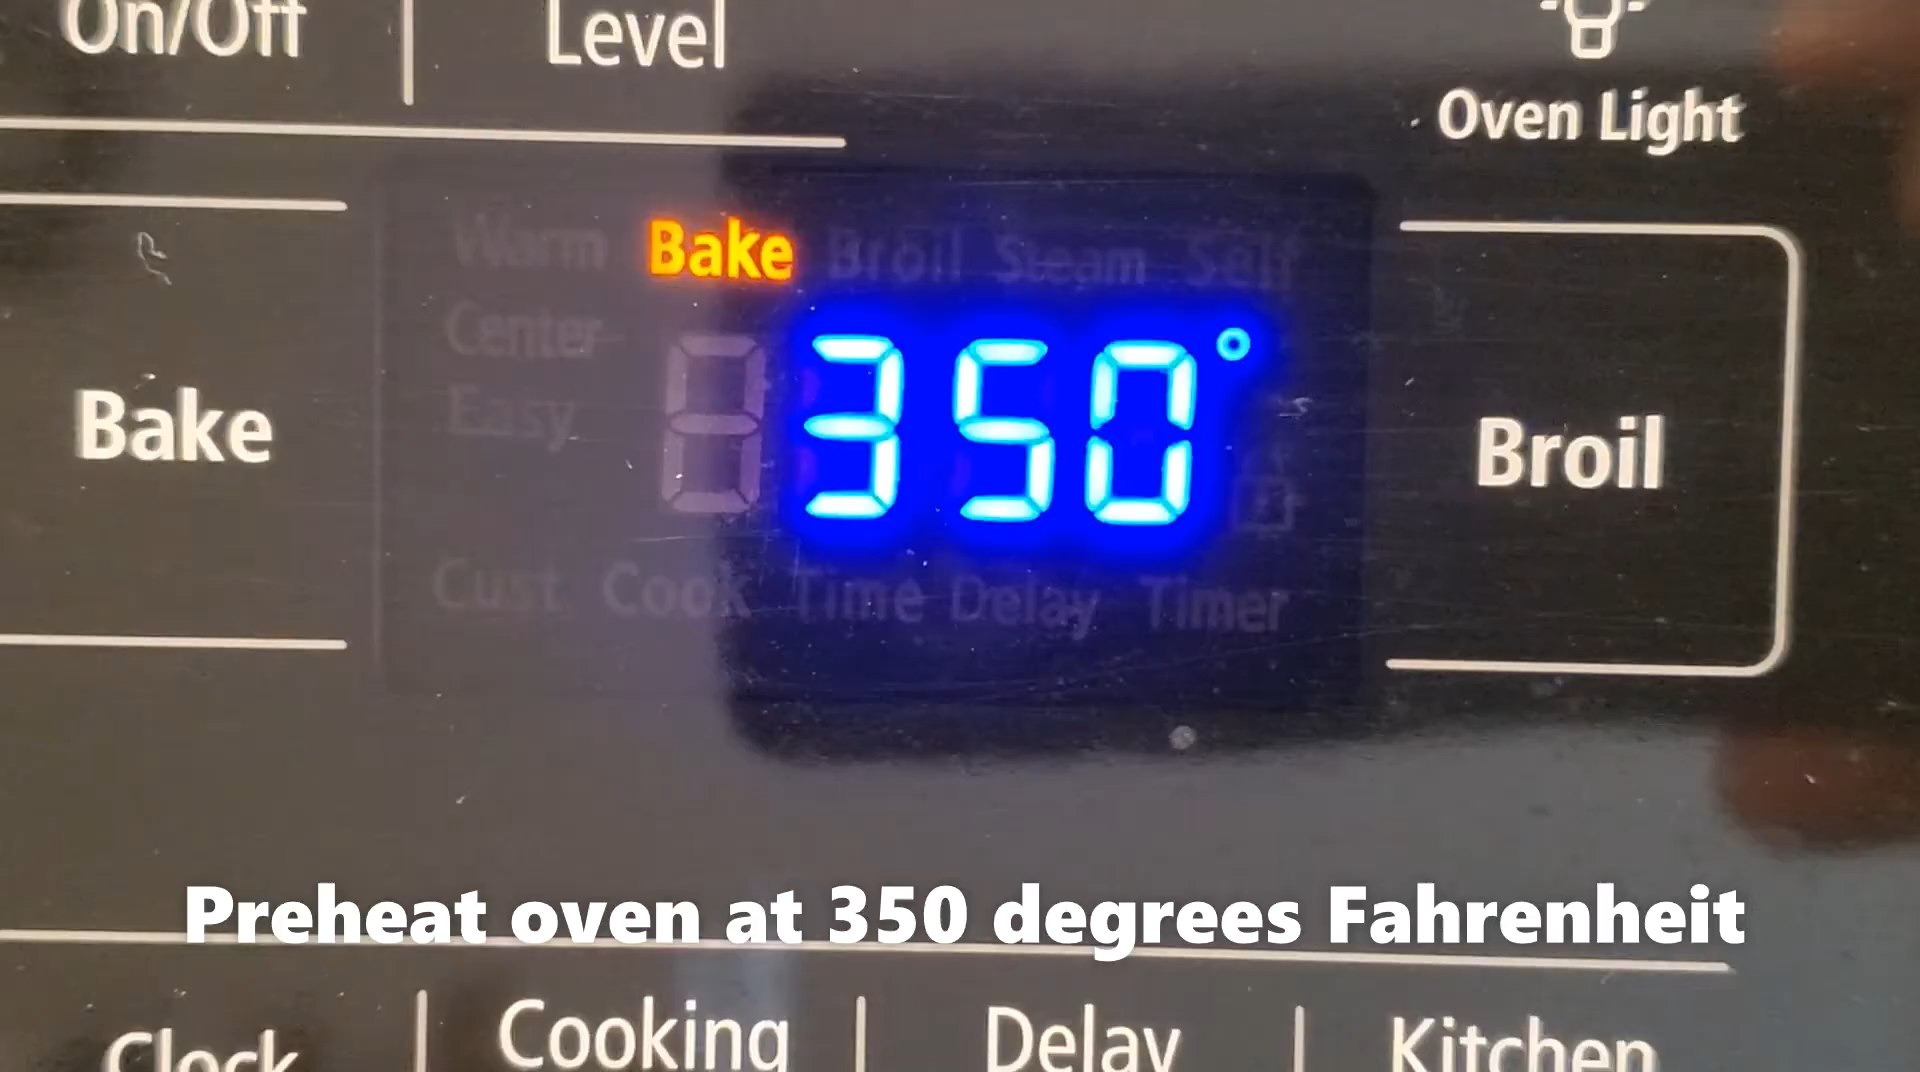 On/Off Level
Oven Light
Warm Bake Broil Steam Self
Center
Easy
350°
Bake
Broil
Cust Cook Time Delay Timer
Preheat oven at 350 degrees Fahrenheit
Clock Cooking Delay Kitchen